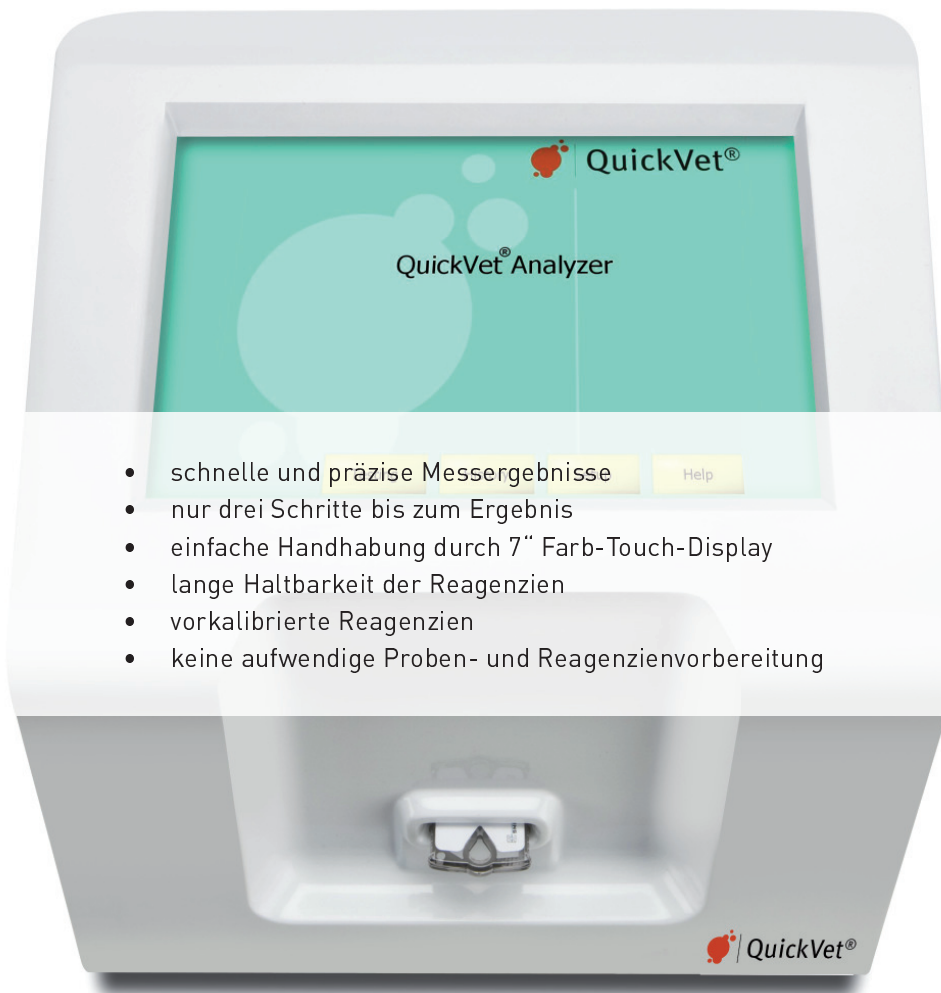 QuickVet®
QuickVet® Analyzer
• schnelle und präzise Messergebnisse
• nur drei Schritte bis zum Ergebnis
• einfache Handhabung durch 7“ Farb-Touch-Display
• lange Haltbarkeit der Reagenzien
• vorkalibrierte Reagenzien
• keine aufwendige Proben- und Reagenzienvorbereitung
Help
QuickVet®